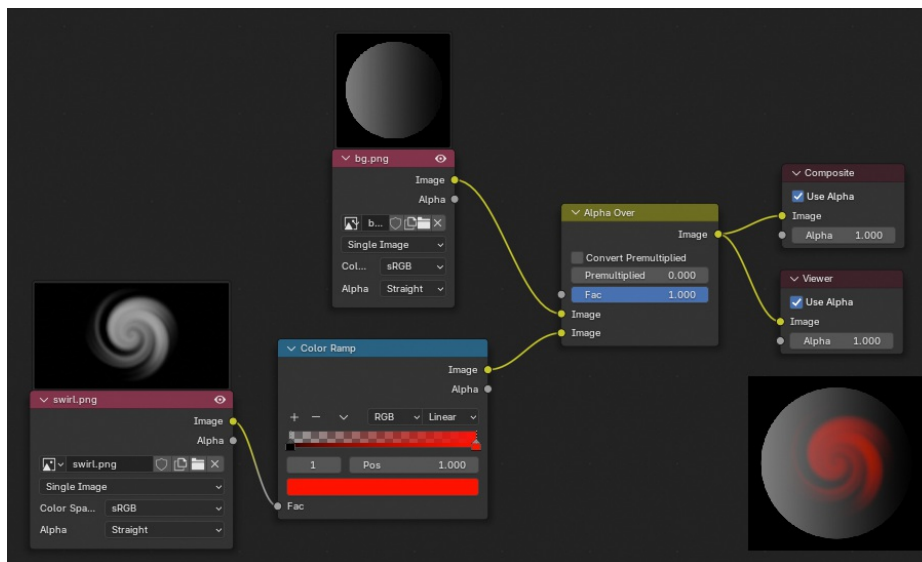 bg.png
Image
Alpha
b...
Single Image
Col... sRGB
Alpha Straight
swirl.png
Image
Alpha
swirl.png
Single Image
Color Spa... sRGB
Alpha Straight
Color Ramp
Image
Alpha
+ − RGB Linear
1 Pos 1.000
Fac
Alpha Over
Image
Convert Premultiplied
Premultiplied 0.000
Fac 1.000
Image
Image
Composite
Use Alpha
Image
Alpha 1.000
Viewer
Use Alpha
Image
Alpha 1.000